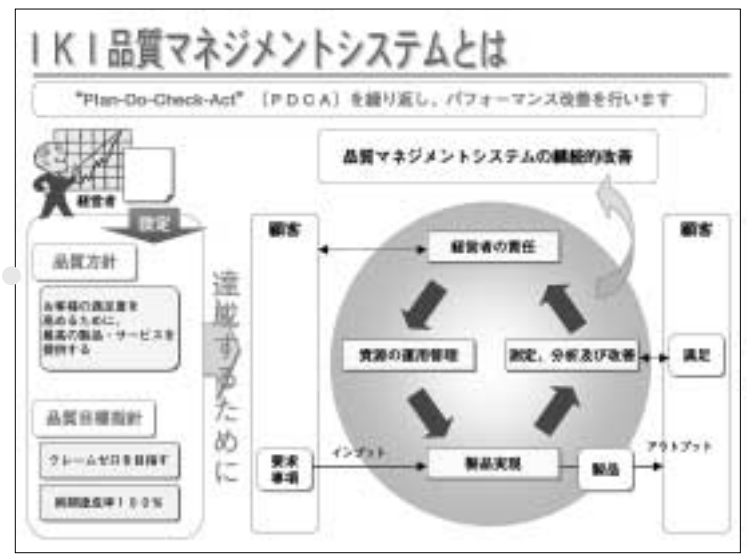 IKI品質マネジメントシステムとは
“Plan-Do-Check-Act”（PDCA）を繰り返し、パフォーマンス改善を行います
経営者
設定
品質方針
お客様の満足度を
高めるために、
最高の製品・サービスを
提供する
品質目標指針
クレームゼロを目指す
納期達成率100%
達成するために
品質マネジメントシステムの継続的改善
顧客
経営者の責任
資源の運用管理
測定、分析及び改善
製品実現
要求
事項
インプット
製品
アウトプット
顧客
満足